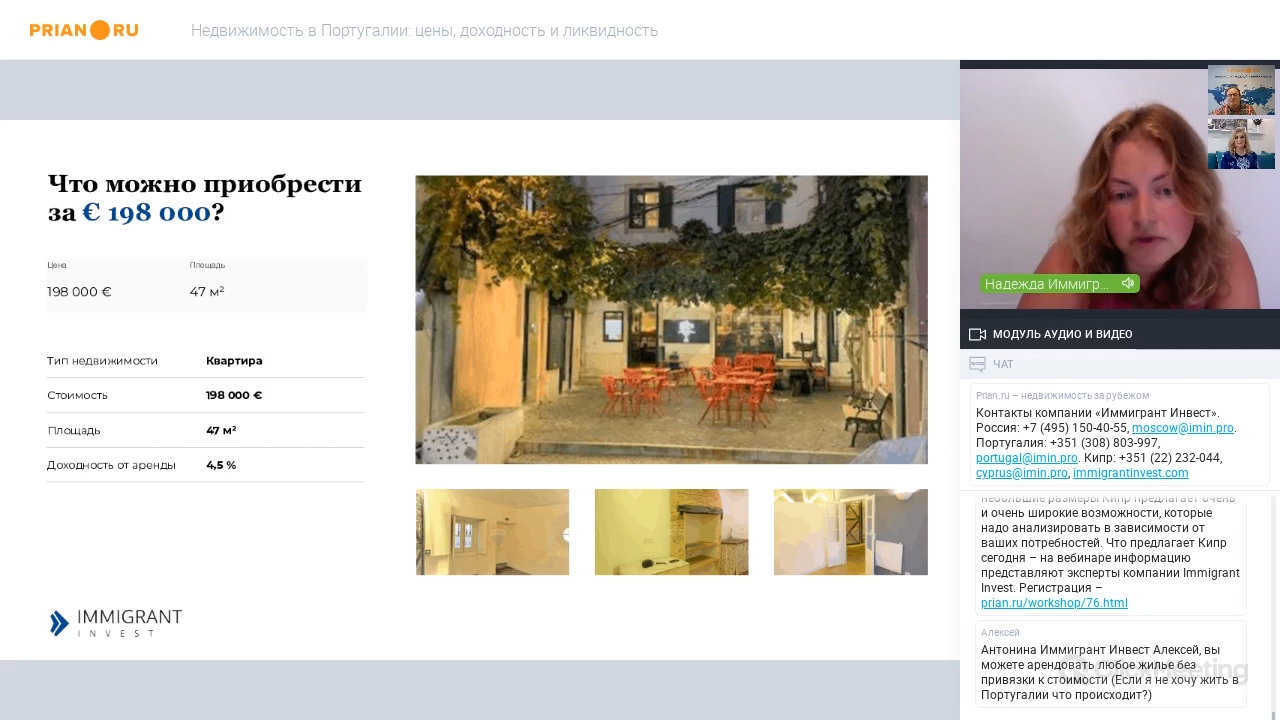 PRIAN RU
Недвижимость в Португалии: цены, доходность и ликвидность
Что можно приобрести
за € 198 000?
Цена
Площадь
198 000 €
47 м²
Тип недвижимости
Квартира
Стоимость
198 000 €
Площадь
47 м²
Доходность от аренды
4,5 %
IMMIGRANT
INVEST
Надежда Иммигр...
МОДУЛЬ АУДИО И ВИДЕО
ЧАТ
Prian.ru – недвижимость за рубежом
Контакты компании «Иммигрант Инвест».
Россия: +7 (495) 150-40-55, moscow@imin.pro.
Португалия: +351 (308) 803-997,
portugal@imin.pro. Кипр: +351 (22) 232-044,
cyprus@imin.pro, immigrantinvest.com
небольшие размеры Кипр предлагает очень
и очень широкие возможности, которые
надо анализировать в зависимости от
ваших потребностей. Что предлагает Кипр
сегодня – на вебинаре информацию
представляют эксперты компании Immigrant
Invest. Регистрация –
prian.ru/workshop/76.html
Алексей
Антонина Иммигрант Инвест Алексей, вы
можете арендовать любое жилье без
привязки к стоимости (Если я не хочу жить в
Португалии что происходит?)
ClickMeeting